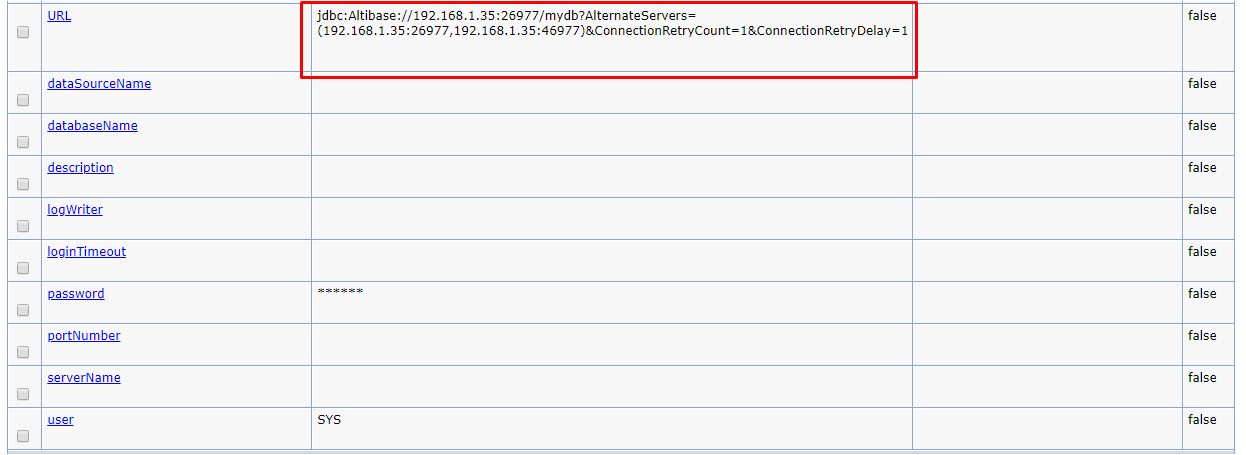 URL jdbc:Altibase://192.168.1.35:26977/mydb?AlternateServers= false
(192.168.1.35:26977,192.168.1.35:46977)&ConnectionRetryCount=1&ConnectionRetryDelay=1
dataSourceName false
databaseName false
description false
logWriter false
loginTimeout false
password ****** false
portNumber false
serverName false
user SYS false